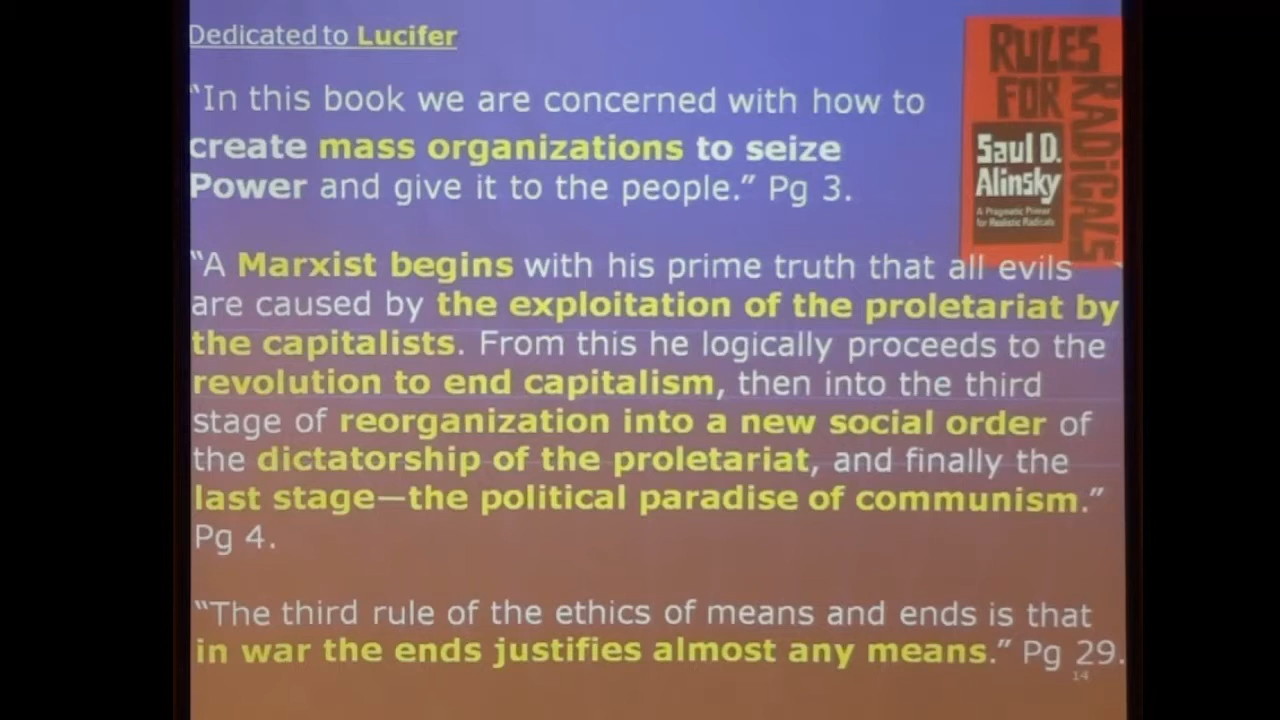 Dedicated to Lucifer
"In this book we are concerned with how to
create mass organizations to seize
Power and give it to the people." Pg 3.
RULES
FOR
RADiCALS
Saul D.
Alinsky
A Pragmatic Primer
for Realistic Radicals
"A Marxist begins with his prime truth that all evils
are caused by the exploitation of the proletariat by
the capitalists. From this he logically proceeds to the
revolution to end capitalism, then into the third
stage of reorganization into a new social order of
the dictatorship of the proletariat, and finally the
last stage—the political paradise of communism."
Pg 4.
"The third rule of the ethics of means and ends is that
in war the ends justifies almost any means." Pg 29.
14